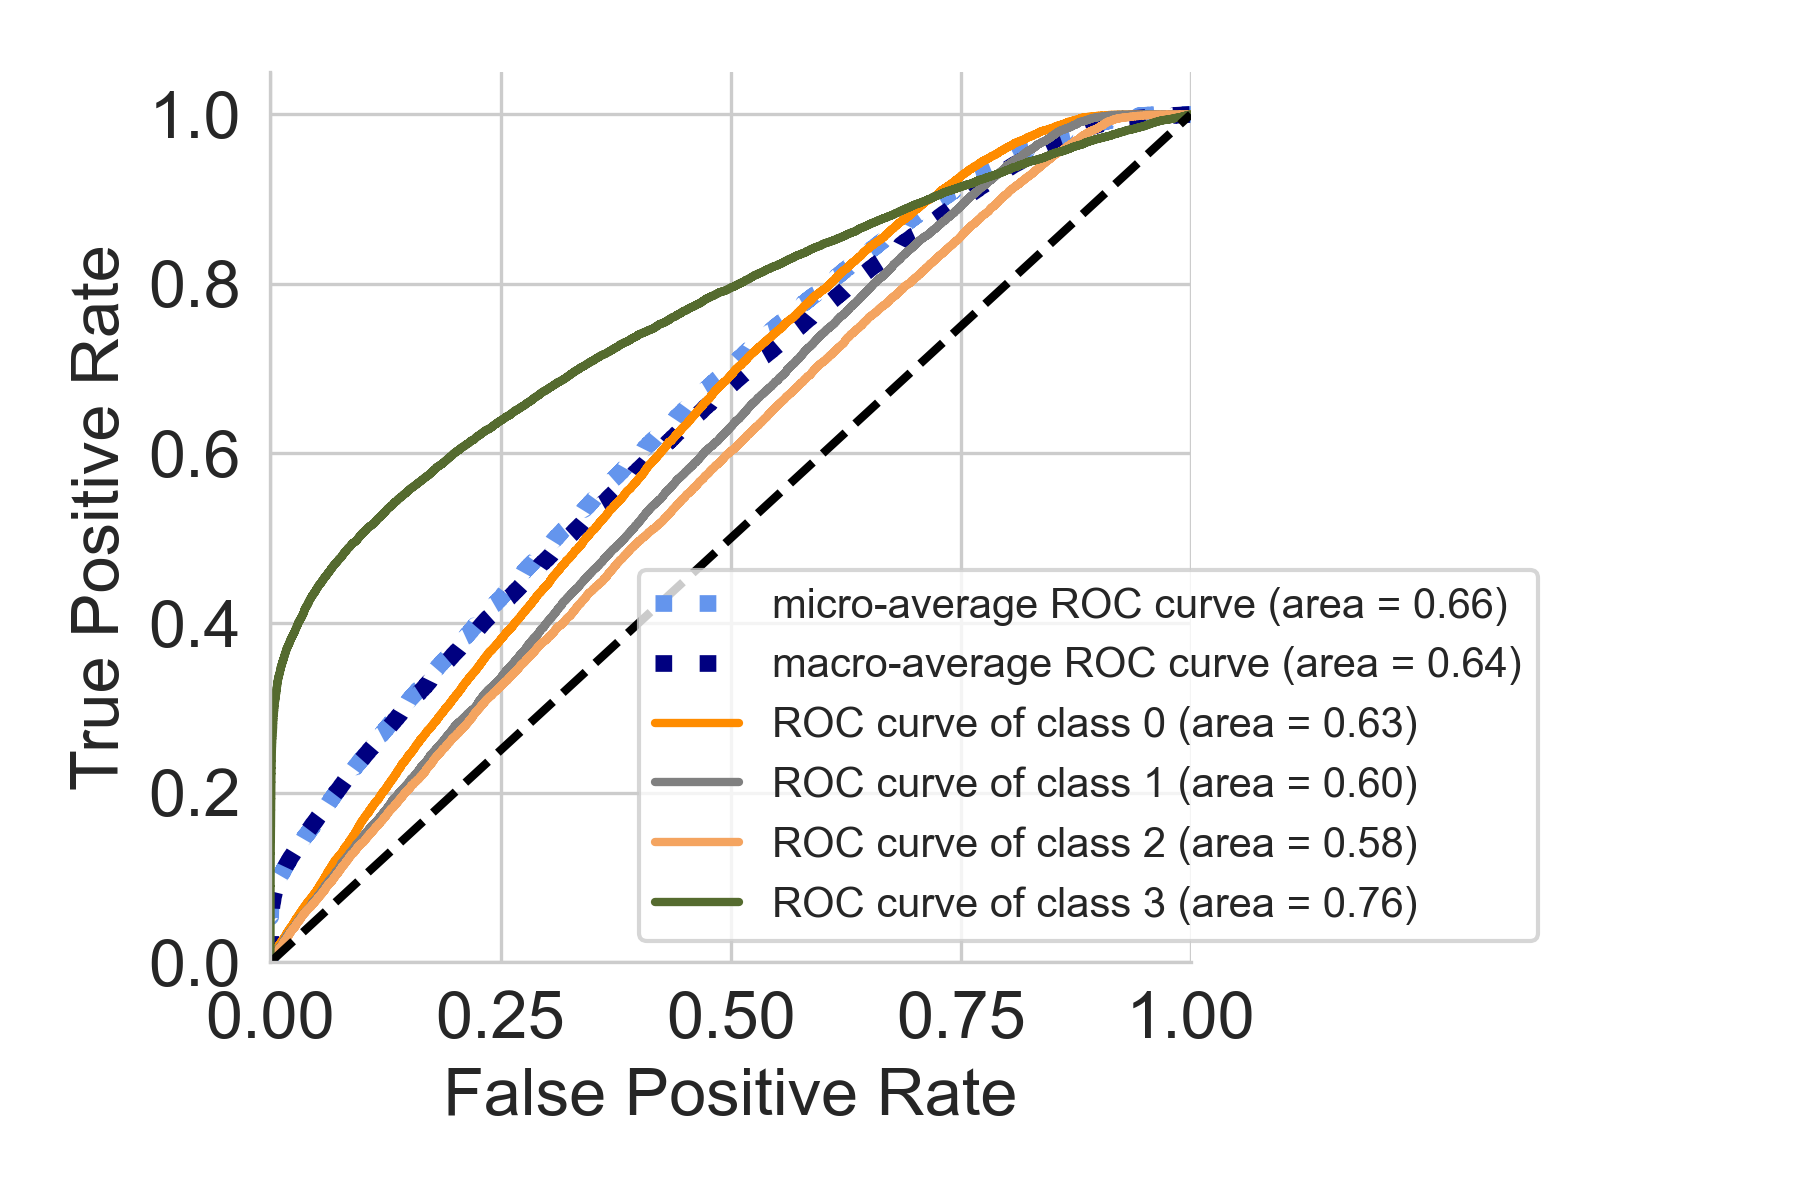 True Positive Rate
1.0
0.8
0.6
0.4
0.2
0.0
0.00 0.25 0.50 0.75 1.00
False Positive Rate
micro-average ROC curve (area = 0.66)
macro-average ROC curve (area = 0.64)
ROC curve of class 0 (area = 0.63)
ROC curve of class 1 (area = 0.60)
ROC curve of class 2 (area = 0.58)
ROC curve of class 3 (area = 0.76)